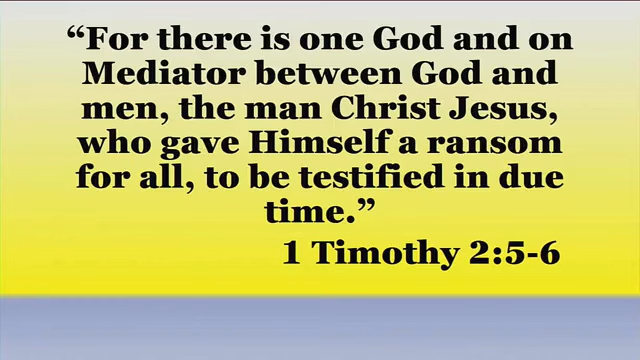 “For there is one God and on
Mediator between God and
men, the man Christ Jesus,
who gave Himself a ransom
for all, to be testified in due
time.”
1 Timothy 2:5-6